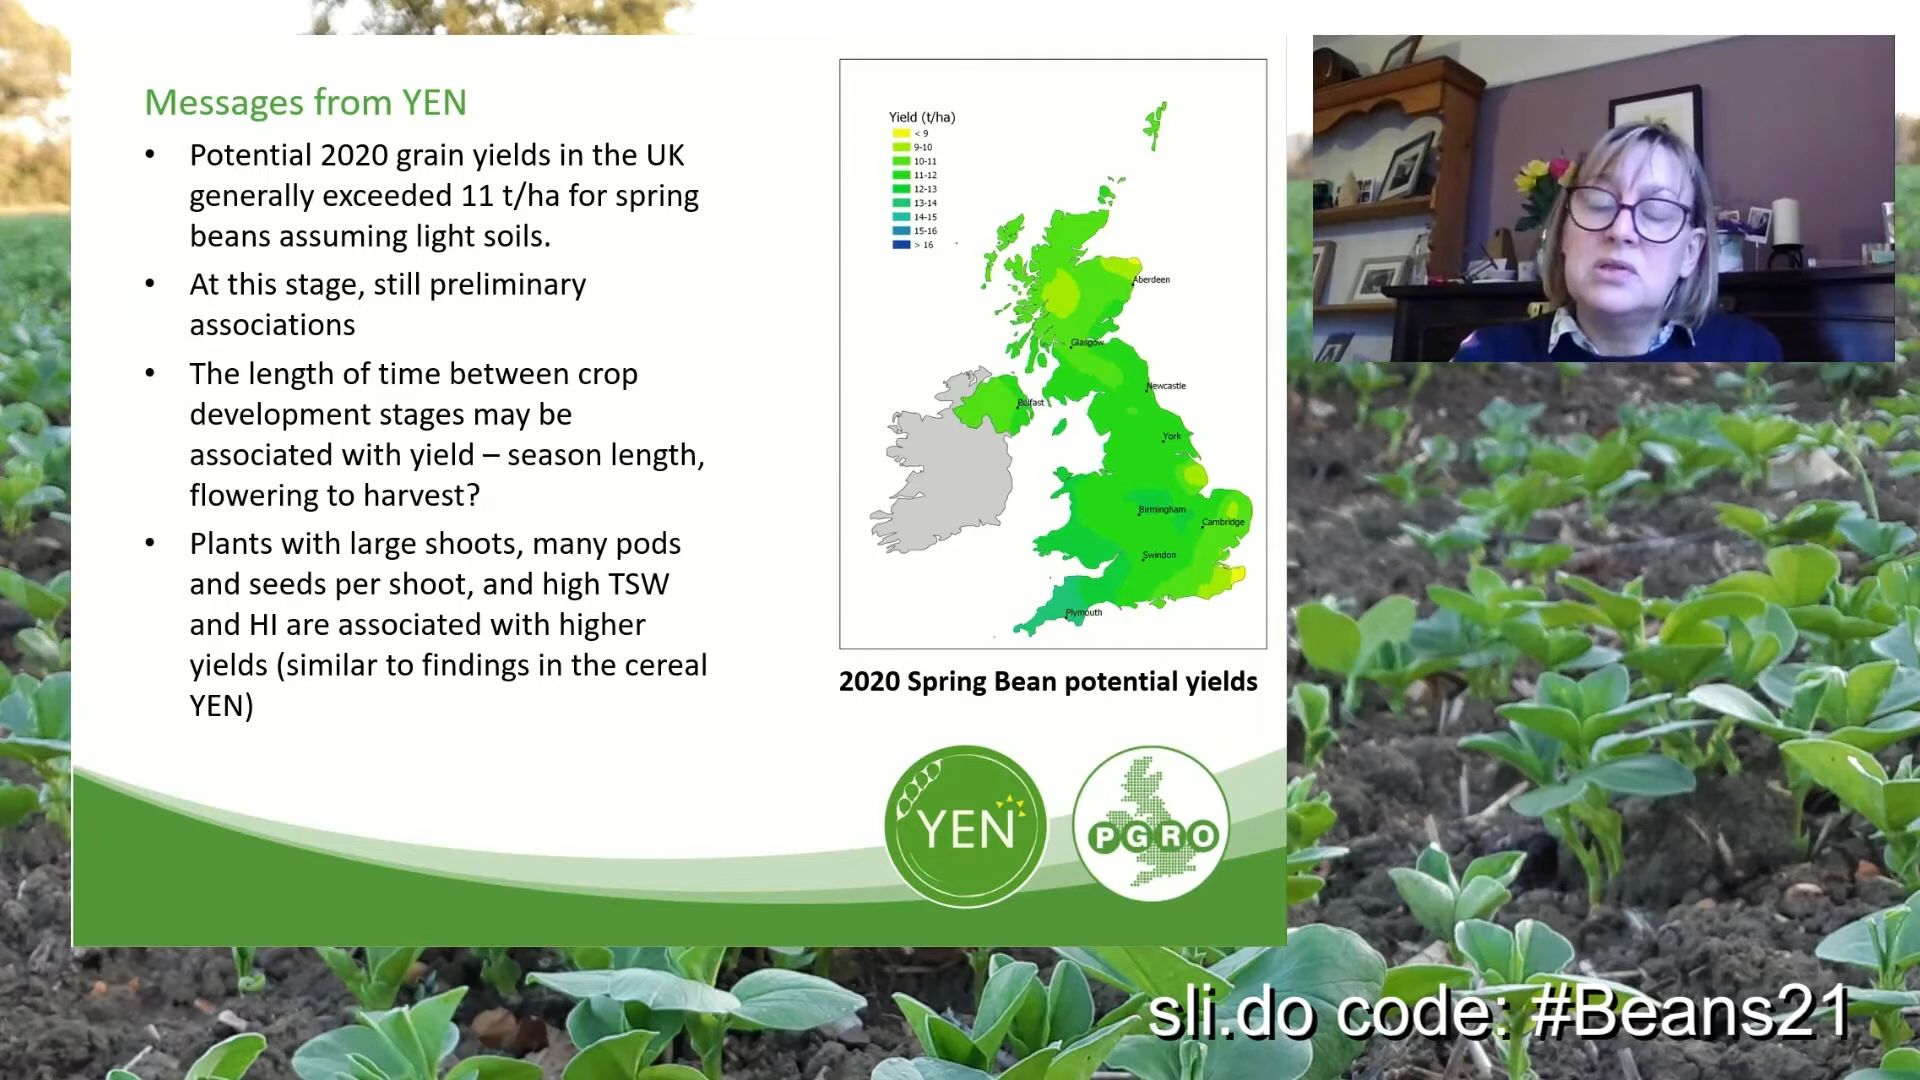 Messages from YEN
• Potential 2020 grain yields in the UK
generally exceeded 11 t/ha for spring
beans assuming light soils.
• At this stage, still preliminary
associations
• The length of time between crop
development stages may be
associated with yield – season length,
flowering to harvest?
• Plants with large shoots, many pods
and seeds per shoot, and high TSW
and HI are associated with higher
yields (similar to findings in the cereal
YEN)
Yield (t/ha)
< 9
9-10
10-11
11-12
12-13
13-14
14-15
15-16
> 16
Aberdeen
Glasgow
Newcastle
Belfast
York
Birmingham
Cambridge
Swindon
Plymouth
2020 Spring Bean potential yields
YEN
PGRO
sli.do code: #Beans21